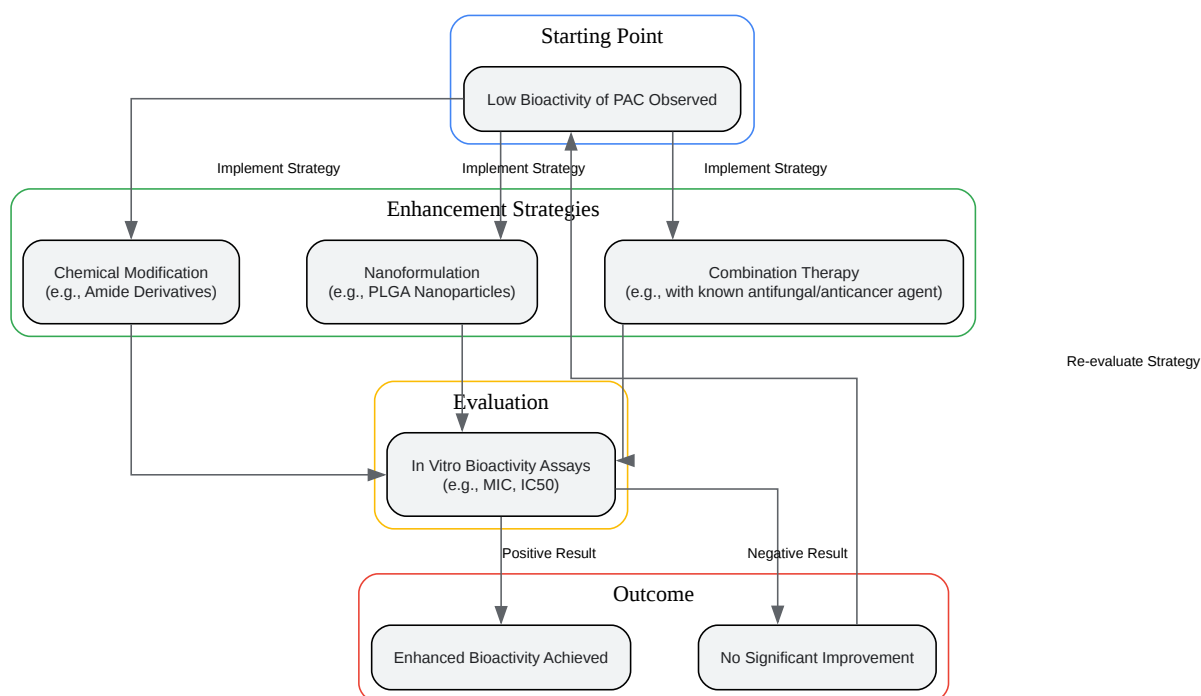 Starting Point
Low Bioactivity of PAC Observed
Implement Strategy
Implement Strategy
Implement Strategy
Enhancement Strategies
Chemical Modification
(e.g., Amide Derivatives)
Nanoformulation
(e.g., PLGA Nanoparticles)
Combination Therapy
(e.g., with known antifungal/anticancer agent)
Re-evaluate Strategy
Evaluation
In Vitro Bioactivity Assays
(e.g., MIC, IC50)
Positive Result
Negative Result
Outcome
Enhanced Bioactivity Achieved
No Significant Improvement